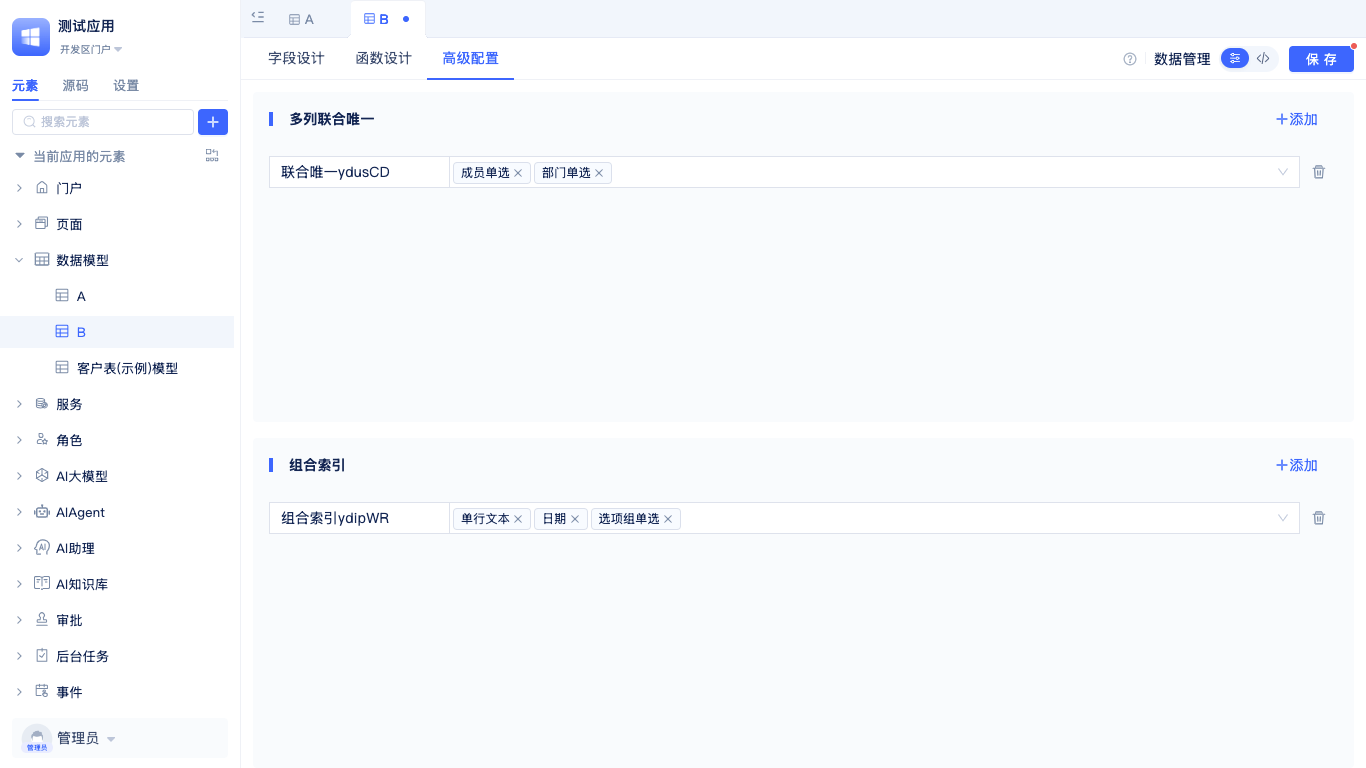 测试应用
开发区门户
元素 源码 设置
搜索元素
当前应用的元素
门户
页面
数据模型
A
B
客户表(示例)模型
服务
角色
AI大模型
AIAgent
AI助理
AI知识库
审批
后台任务
事件
管理员
管理员
A B
字段设计 函数设计 高级配置
数据管理
保 存
多列联合唯一
添加
联合唯一ydusCD 成员单选 部门单选
组合索引
添加
组合索引ydipWR 单行文本 日期 选项组单选